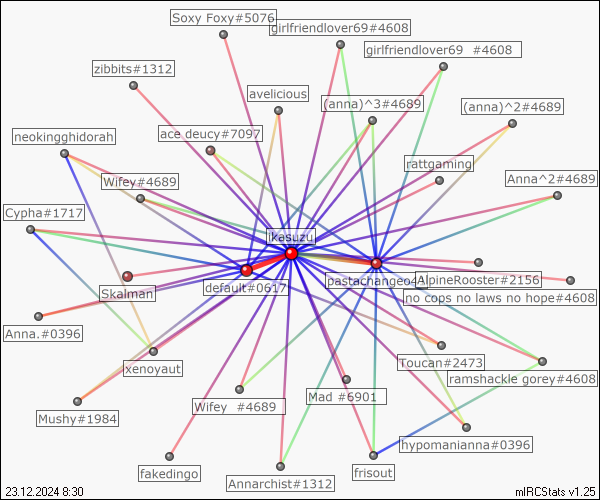 Soxy Foxy#5076
girlfriendlover69#4608
girlfriendlover69  #4608
zibbits#1312
avelicious
(anna)^3#4689
(anna)^2#4689
neokingghidorah
ace deucy#7097
rattgaming
Wifey#4689
Anna^2#4689
Cypha#1717
ikasuzu
Skalman
default#0617
pastachangeo4
AlpineRooster#2156
no cops no laws no hope#4608
Anna.#0396
xenoyaut
Toucan#2473
ramshackle gorey#4608
Mushy#1984
Wifey  #4689
Mad #6901
hypomanianna#0396
fakedingo
Annarchist#1312
frisout
23.12.2024 8:30
mIRCStats v1.25